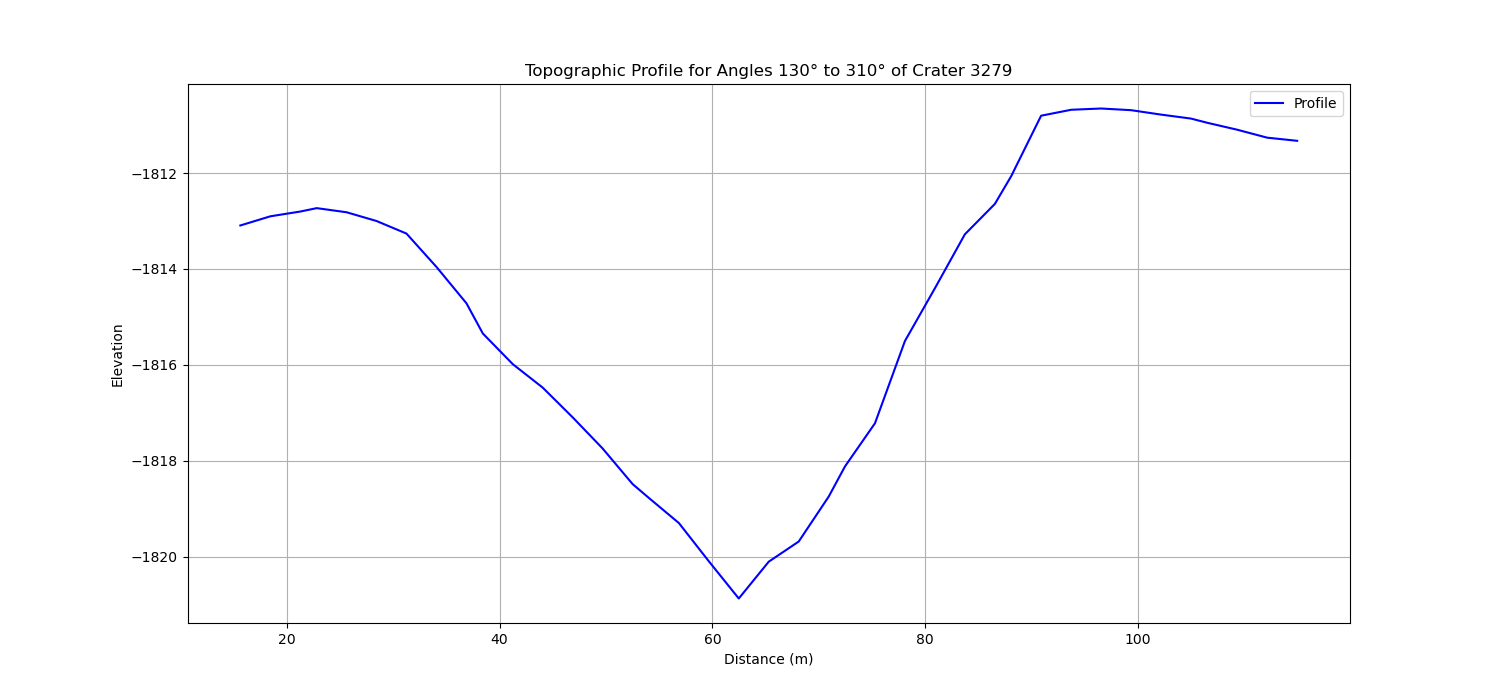 Topographic Profile for Angles 130° to 310° of Crater 3279
Profile
−1812
−1814
−1816
−1818
−1820
Elevation
20 40 60 80 100
Distance (m)